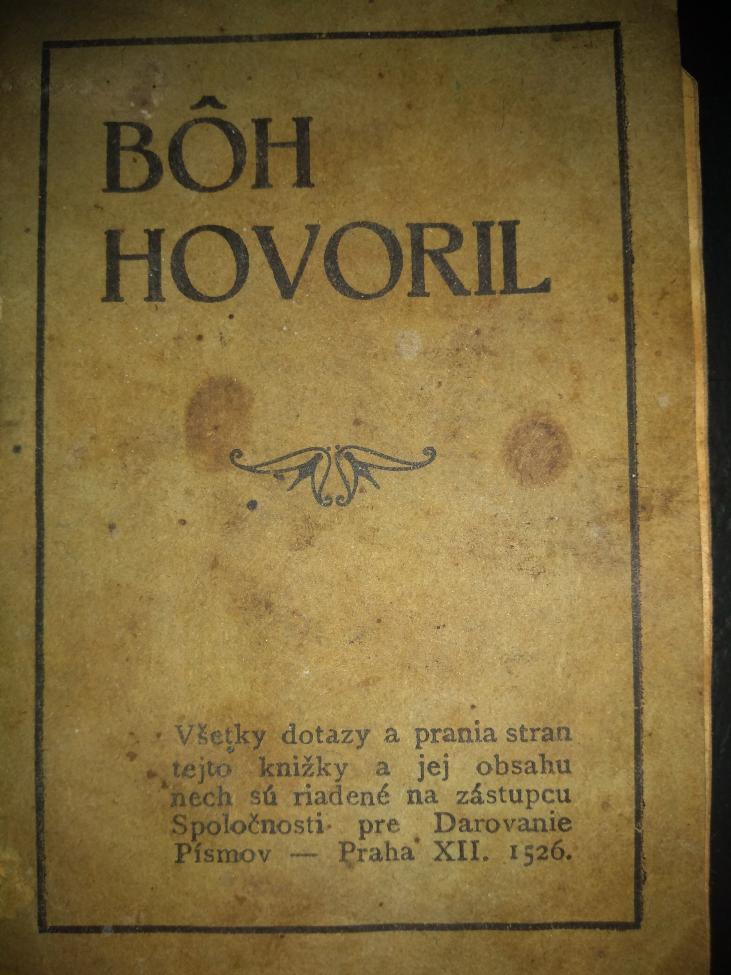 BÔH
HOVORIL
Všetky dotazy a prania stran
tejto knižky a jej obsahu
nech sú riadené na zástupcu
Spoločnosti pre Darovanie
Písmov — Praha XII. 1526.